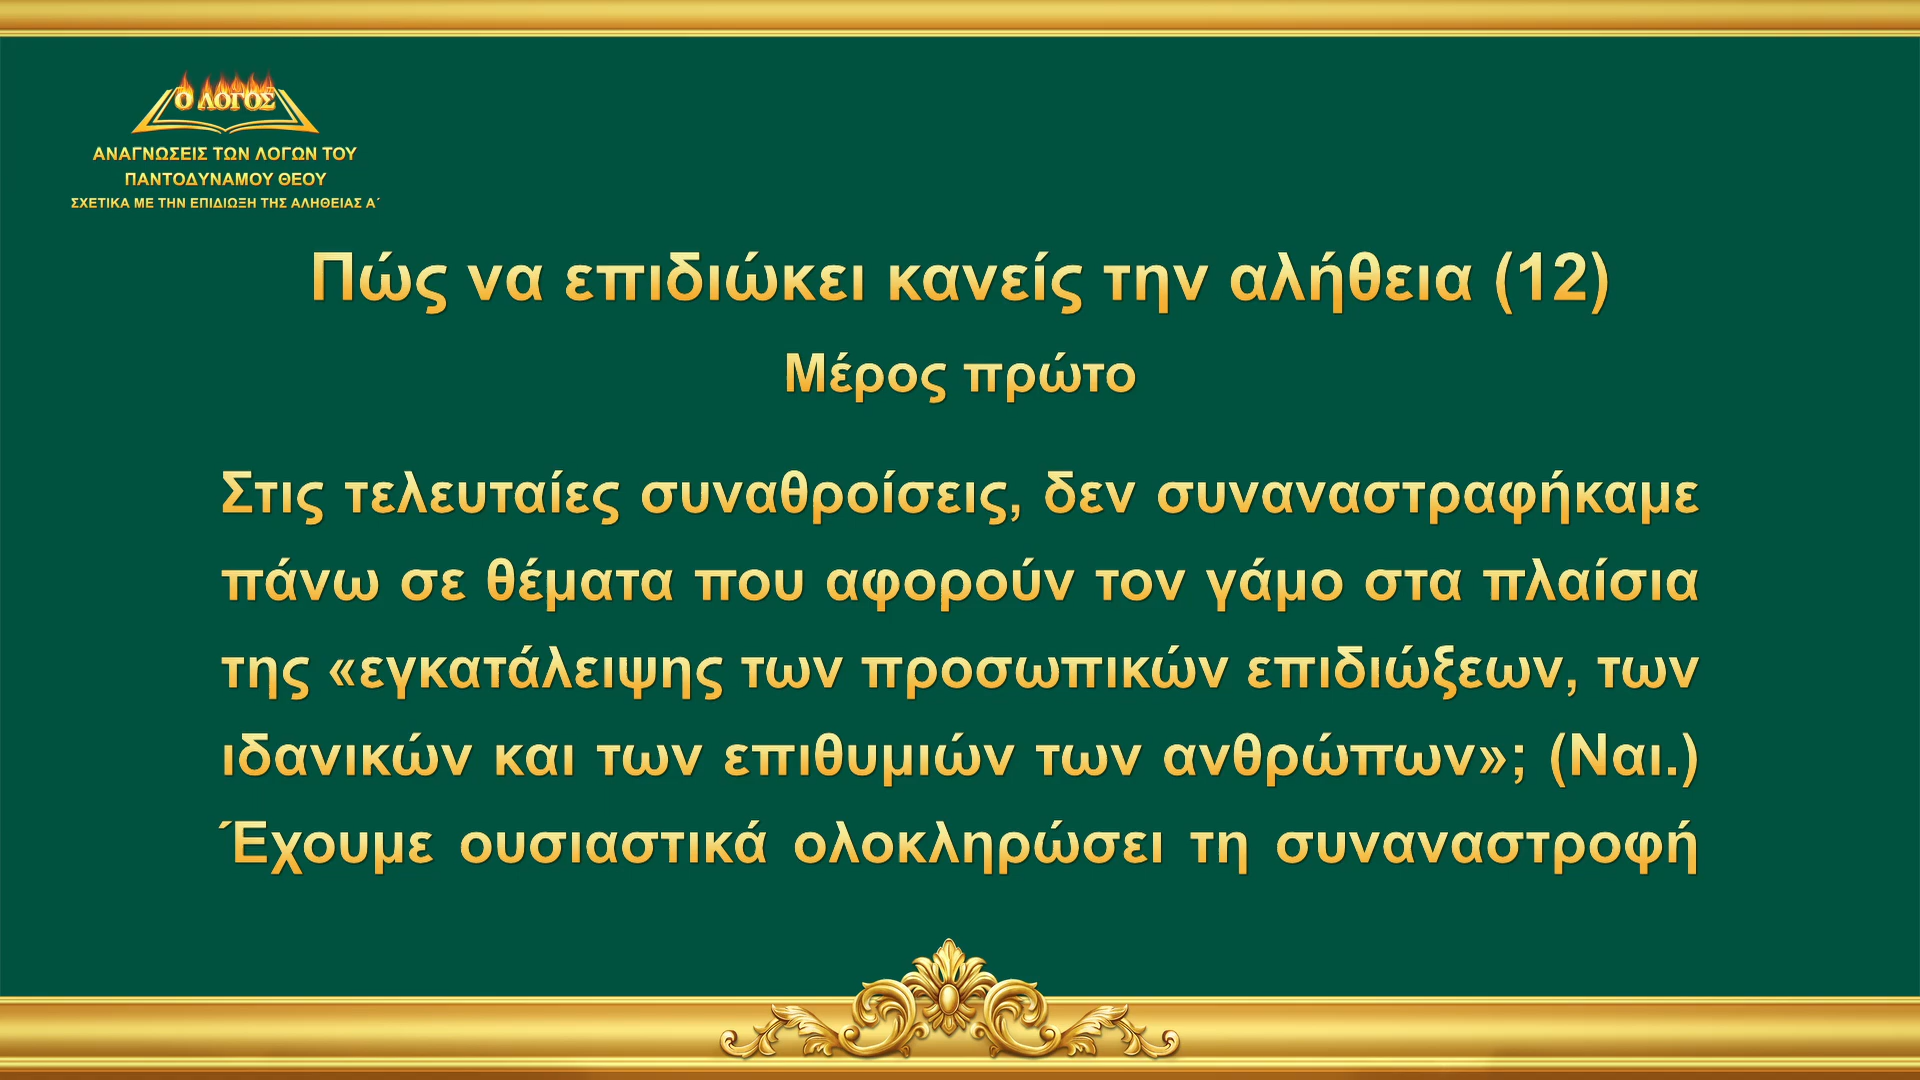 Ο ΛΟΓΟΣ
ΑΝΑΓΝΩΣΕΙΣ ΤΩΝ ΛΟΓΩΝ ΤΟΥ
ΠΑΝΤΟΔΥΝΑΜΟΥ ΘΕΟΥ
ΣΧΕΤΙΚΑ ΜΕ ΤΗΝ ΕΠΙΔΙΩΞΗ ΤΗΣ ΑΛΗΘΕΙΑΣ Α΄
Πώς να επιδιώκει κανείς την αλήθεια (12)
Μέρος πρώτο
Στις τελευταίες συναθροίσεις, δεν συναναστραφήκαμε
πάνω σε θέματα που αφορούν τον γάμο στα πλαίσια
της «εγκατάλειψης των προσωπικών επιδιώξεων, των
ιδανικών και των επιθυμιών των ανθρώπων»; (Ναι.)
Έχουμε ουσιαστικά ολοκληρώσει τη συναναστροφή